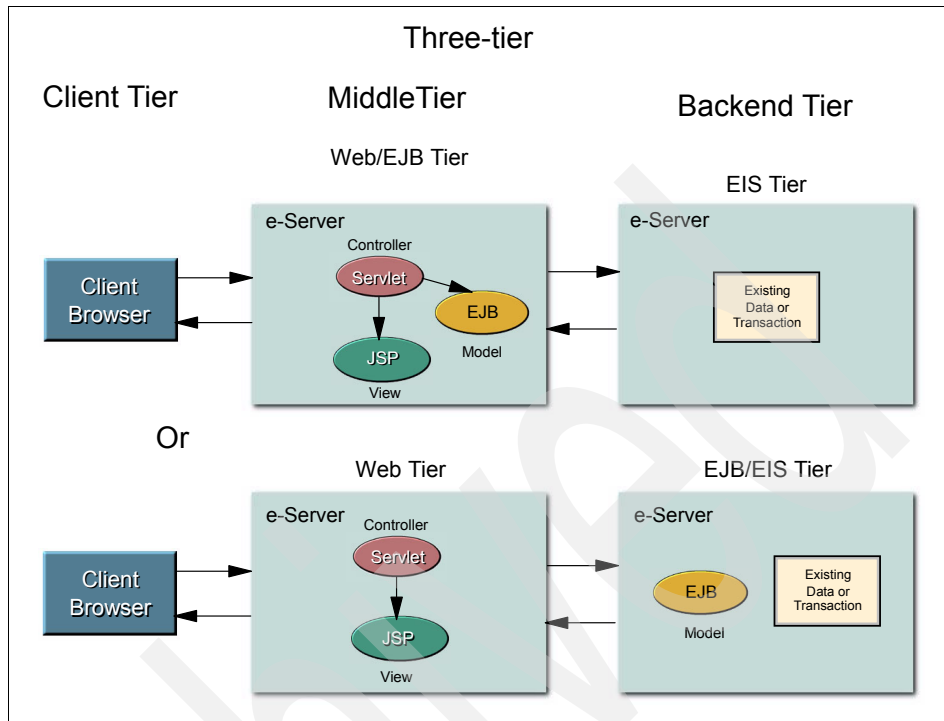 Three-tier
Client Tier
MiddleTier
Backend Tier
Web/EJB Tier
EIS Tier
e-Server
e-Server
Controller
Servlet
Client
Browser
EJB
Model
JSP
View
Existing
Data or
Transaction
Or
Web Tier
EJB/EIS Tier
e-Server
e-Server
Controller
Servlet
Client
Browser
JSP
View
EJB
Model
Existing
Data or
Transaction